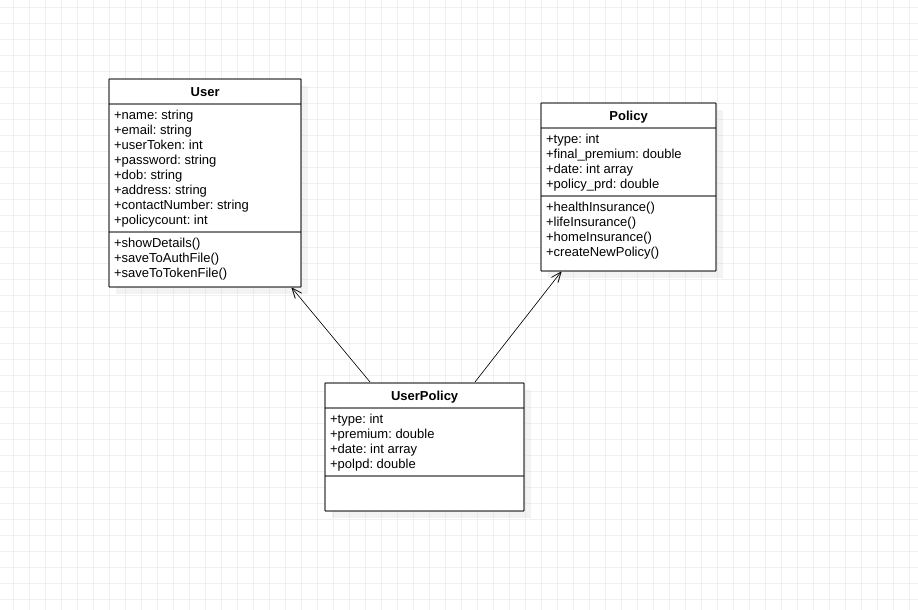 User
+name: string
+email: string
+userToken: int
+password: string
+dob: string
+address: string
+contactNumber: string
+policycount: int
+showDetails()
+saveToAuthFile()
+saveToTokenFile()
Policy
+type: int
+final_premium: double
+date: int array
+policy_prd: double
+healthInsurance()
+lifeInsurance()
+homeInsurance()
+createNewPolicy()
UserPolicy
+type: int
+premium: double
+date: int array
+polpd: double